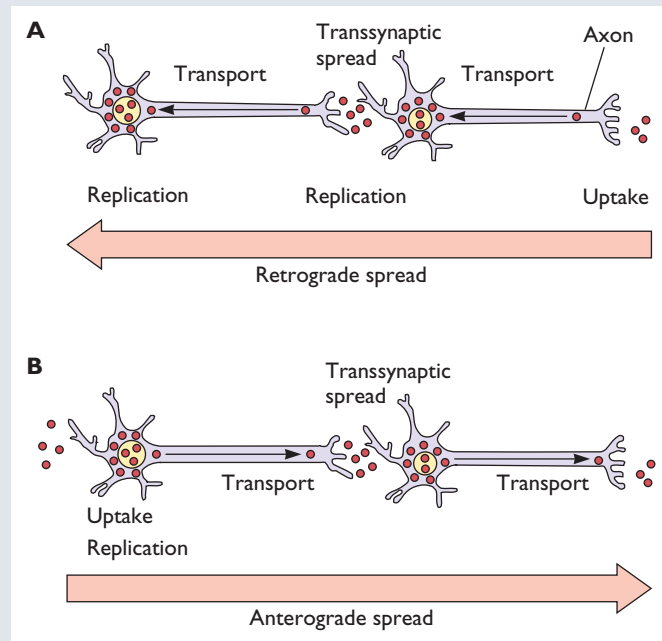 A
Transsynaptic
spread
Axon
Transport
Transport
Replication
Replication
Uptake
Retrograde spread
B
Transsynaptic
spread
Transport
Transport
Uptake
Replication
Anterograde spread